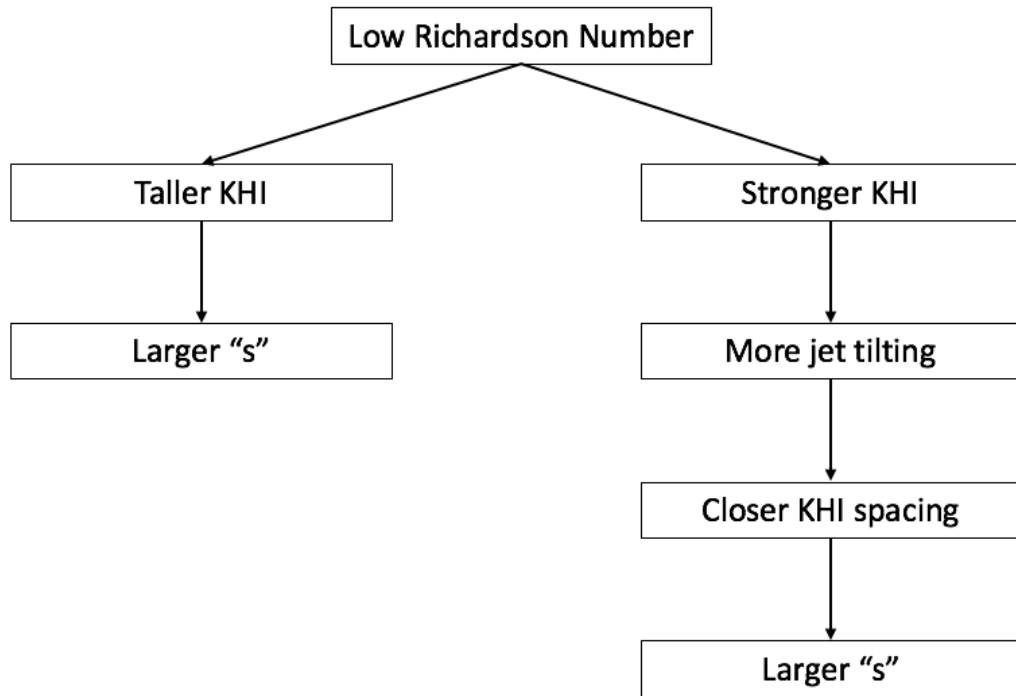 Low Richardson Number
Taller KHI
Stronger KHI
Larger “s”
More jet tilting
Closer KHI spacing
Larger “s”